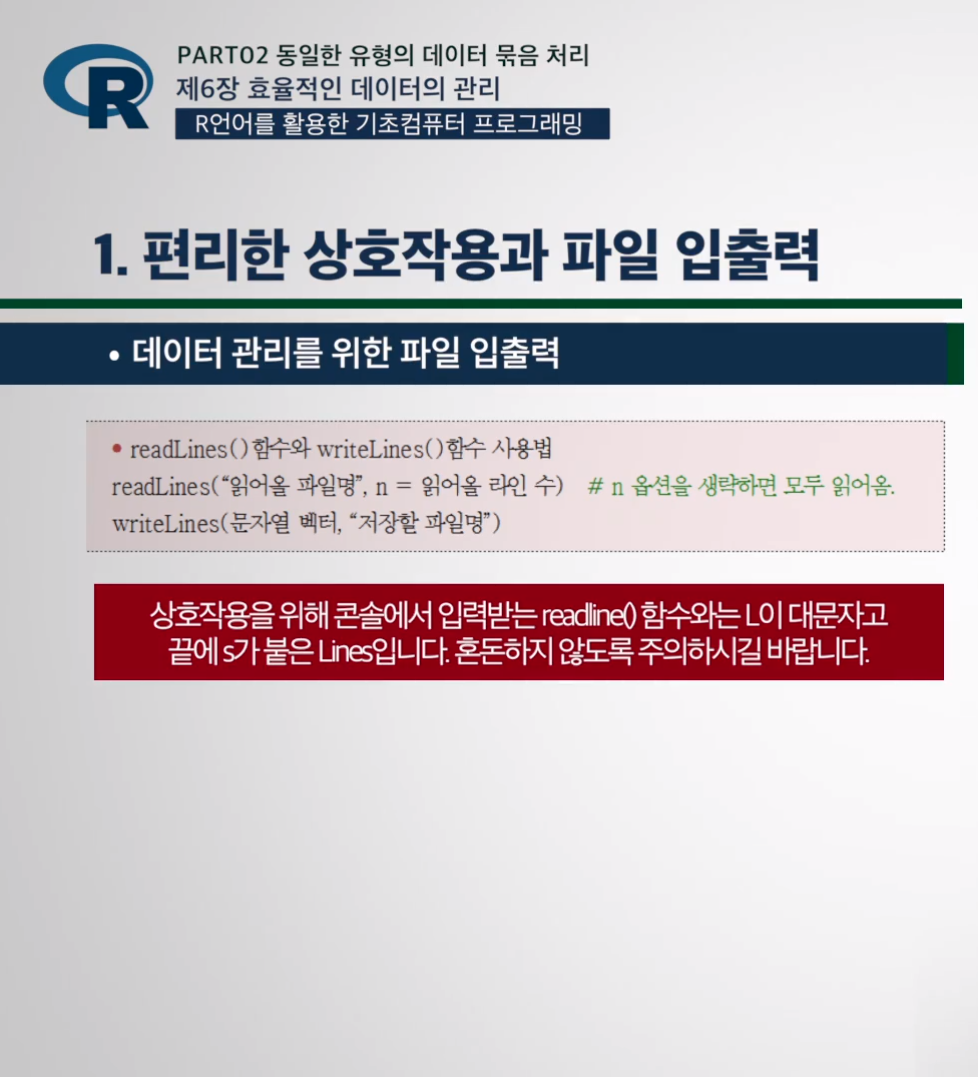 R
PART02 동일한 유형의 데이터 묶음 처리
제6장 효율적인 데이터의 관리
R언어를 활용한 기초컴퓨터 프로그래밍
1. 편리한 상호작용과 파일 입출력
• 데이터 관리를 위한 파일 입출력
• readLines()함수와 writeLines()함수 사용법
readLines(“읽어올 파일명”, n = 읽어올 라인 수) # n 옵션을 생략하면 모두 읽어옴.
writeLines(문자열 벡터, “저장할 파일명”)
상호작용을 위해 콘솔에서 입력받는 readline() 함수와는 L이 대문자고
끝에 s가 붙은 Lines입니다. 혼돈하지 않도록 주의하시길 바랍니다.